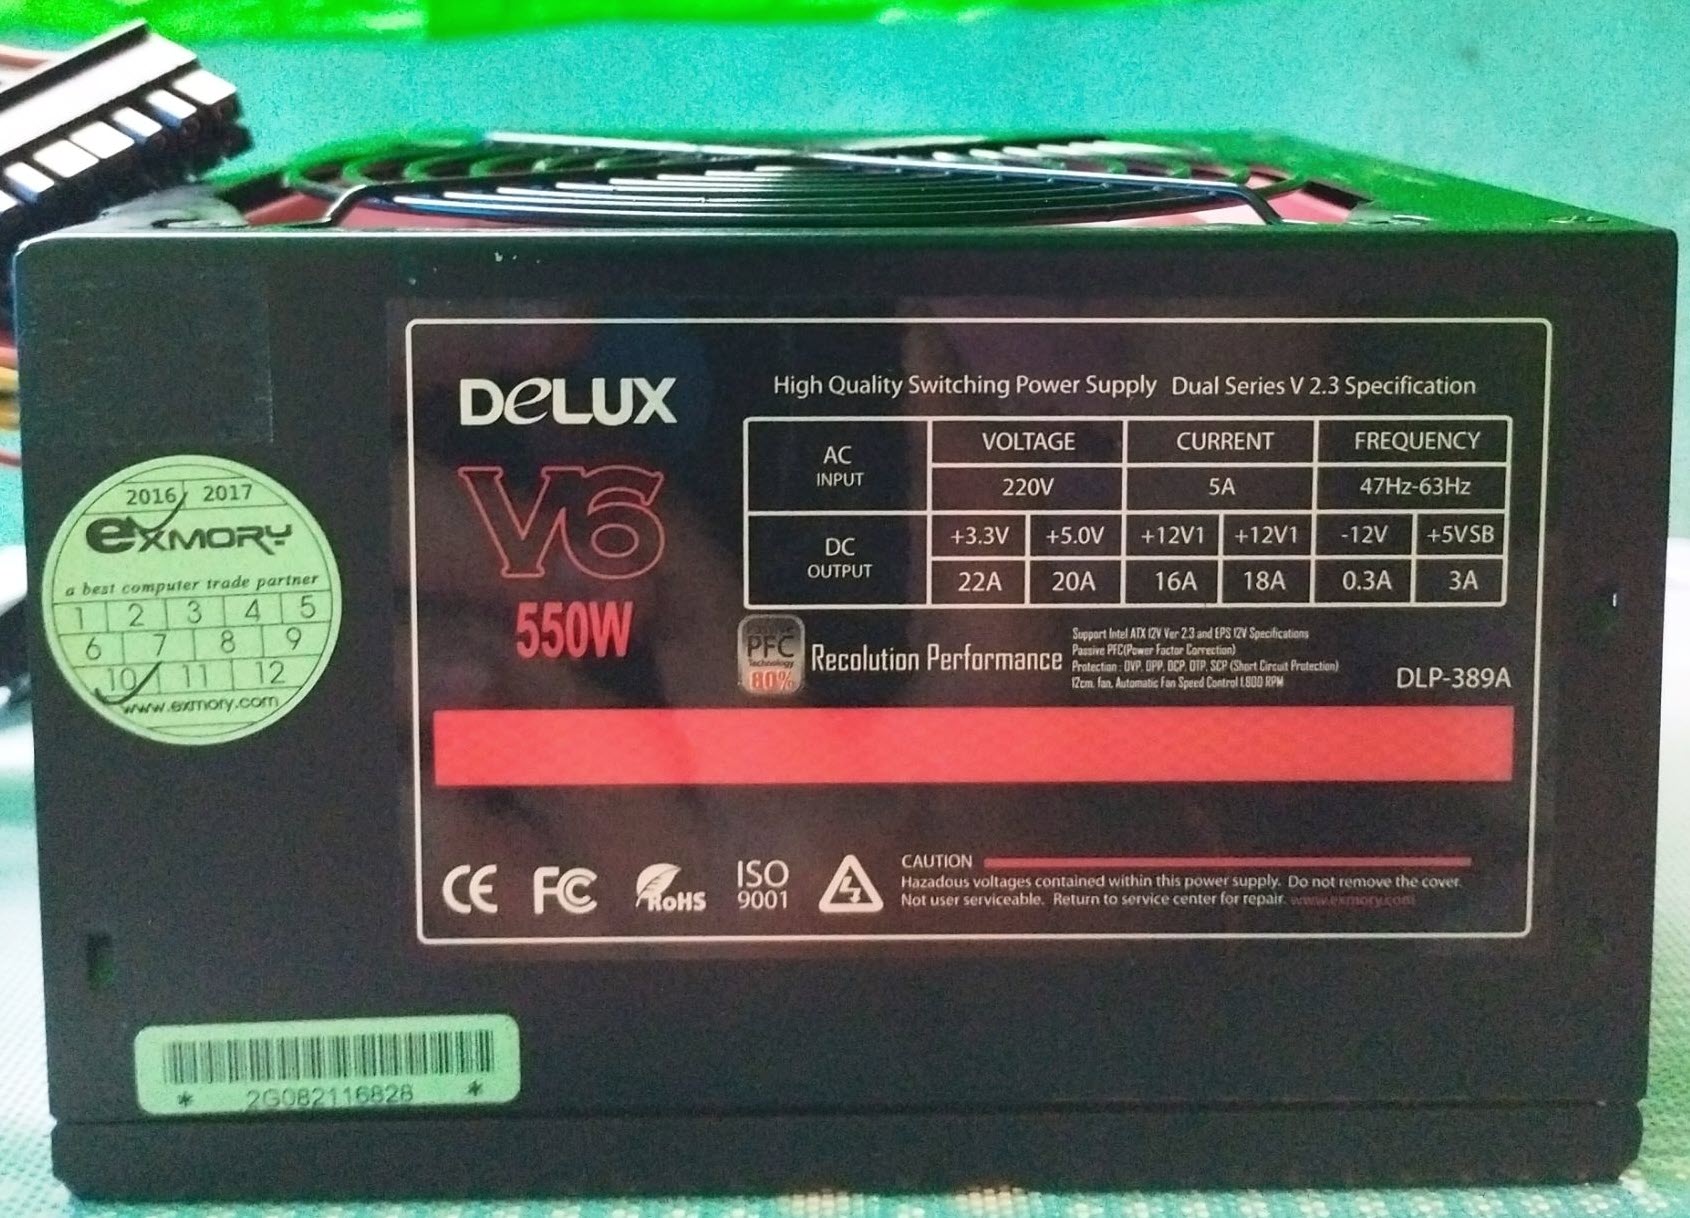 DELUX
V6
550W
High Quality Switching Power Supply Dual Series V 2.3 Specification
AC INPUT
VOLTAGE CURRENT FREQUENCY
220V 5A 47Hz-63Hz
DC OUTPUT
+3.3V +5.0V +12V1 +12V1 -12V +5VSB
22A 20A 16A 18A 0.3A 3A
PFC
Technology
80%
Recolution Performance
Support Intel ATX 12V Ver 2.3 and EPS 12V Specifications
Passive PFC(Power Factor Correction)
Protection : OVP, OPP, OCP, OTP, SCP (Short Circuit Protection)
12cm. fan, Automatic Fan Speed Control 1,800 RPM
DLP-389A
CE FC RoHS ISO 9001
CAUTION
Hazadous voltages contained within this power supply. Do not remove the cover.
Not user serviceable. Return to service center for repair. www.exmory.com
2016 2017
exmory
a best computer trade partner
1 2 3 4 5
6 7 8 9
10 11 12
www.exmory.com
* 2G082116828 *